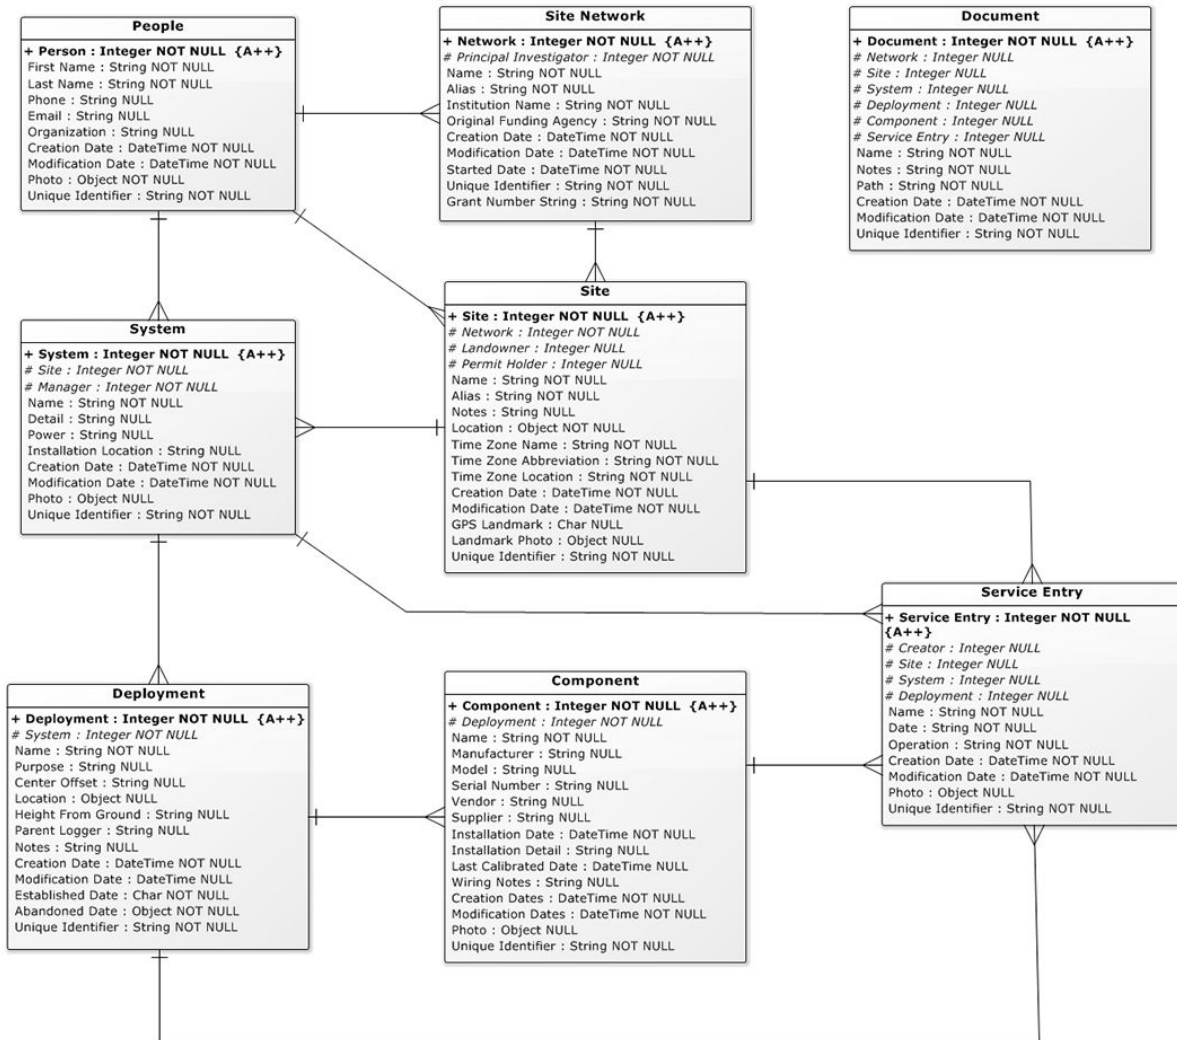 People
+ Person : Integer NOT NULL {A++}
First Name : String NOT NULL
Last Name : String NOT NULL
Phone : String NULL
Email : String NULL
Organization : String NULL
Creation Date : DateTime NOT NULL
Modification Date : DateTime NOT NULL
Photo : Object NOT NULL
Unique Identifier : String NOT NULL
Site Network
+ Network : Integer NOT NULL {A++}
# Principal Investigator : Integer NOT NULL
Name : String NOT NULL
Alias : String NOT NULL
Institution Name : String NOT NULL
Original Funding Agency : String NOT NULL
Creation Date : DateTime NOT NULL
Modification Date : DateTime NOT NULL
Started Date : DateTime NOT NULL
Unique Identifier : String NOT NULL
Grant Number String : String NOT NULL
Document
+ Document : Integer NOT NULL {A++}
# Network : Integer NULL
# Site : Integer NULL
# System : Integer NULL
# Deployment : Integer NULL
# Component : Integer NULL
# Service Entry : Integer NULL
Name : String NOT NULL
Notes : String NOT NULL
Path : String NOT NULL
Creation Date : DateTime NOT NULL
Modification Date : DateTime NOT NULL
Unique Identifier : String NOT NULL
System
+ System : Integer NOT NULL {A++}
# Site : Integer NOT NULL
# Manager : Integer NOT NULL
Name : String NOT NULL
Detail : String NULL
Power : String NULL
Installation Location : String NULL
Creation Date : DateTime NOT NULL
Modification Date : DateTime NOT NULL
Photo : Object NULL
Unique Identifier : String NOT NULL
Site
+ Site : Integer NOT NULL {A++}
# Network : Integer NOT NULL
# Landowner : Integer NULL
# Permit Holder : Integer NULL
Name : String NOT NULL
Alias : String NOT NULL
Notes : String NULL
Location : Object NOT NULL
Time Zone Name : String NOT NULL
Time Zone Abbreviation : String NOT NULL
Time Zone Location : String NOT NULL
Creation Date : DateTime NOT NULL
Modification Date : DateTime NOT NULL
GPS Landmark : Char NULL
Landmark Photo : Object NULL
Unique Identifier : String NOT NULL
Service Entry
+ Service Entry : Integer NOT NULL
{A++}
# Creator : Integer NULL
# Site : Integer NULL
# System : Integer NULL
# Deployment : Integer NULL
Name : String NOT NULL
Date : String NOT NULL
Operation : String NOT NULL
Creation Date : DateTime NOT NULL
Modification Date : DateTime NOT NULL
Photo : Object NULL
Unique Identifier : String NOT NULL
Deployment
+ Deployment : Integer NOT NULL {A++}
# System : Integer NOT NULL
Name : String NOT NULL
Purpose : String NULL
Center Offset : String NULL
Location : Object NULL
Height From Ground : String NULL
Parent Logger : String NULL
Notes : String NULL
Creation Date : DateTime NOT NULL
Modification Date : DateTime NULL
Established Date : Char NOT NULL
Abandoned Date : Object NOT NULL
Unique Identifier : String NOT NULL
Component
+ Component : Integer NOT NULL {A++}
# Deployment : Integer NOT NULL
Name : String NOT NULL
Manufacturer : String NULL
Model : String NULL
Serial Number : String NULL
Vendor : String NULL
Supplier : String NULL
Installation Date : DateTime NOT NULL
Installation Detail : String NULL
Last Calibrated Date : DateTime NULL
Wiring Notes : String NULL
Creation Dates : DateTime NOT NULL
Modification Dates : DateTime NOT NULL
Photo : Object NULL
Unique Identifier : String NOT NULL